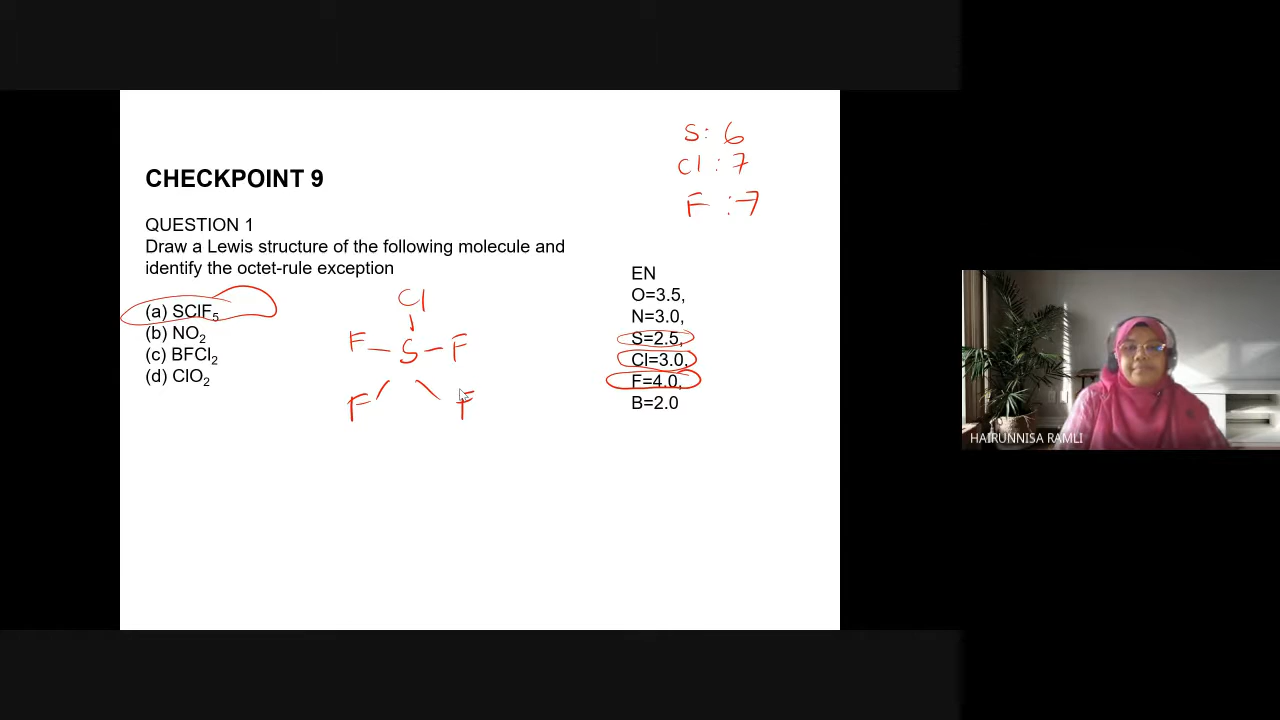 S: 6
Cl: 7
F: 7
CHECKPOINT 9
QUESTION 1
Draw a Lewis structure of the following molecule and
identify the octet-rule exception
(a) SClF5
(b) NO2
(c) BFCl2
(d) ClO2
Cl
F S F
F F
EN
O=3.5,
N=3.0,
S=2.5,
Cl=3.0,
F=4.0,
B=2.0
HAIRUNNISA RAMLI